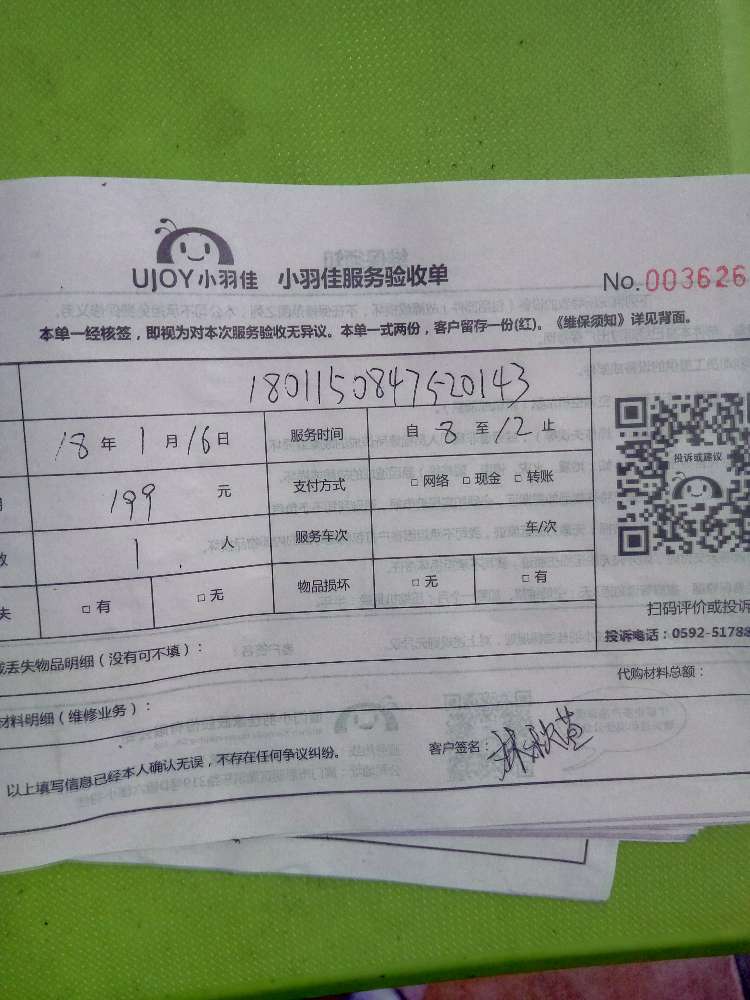 UJOY小羽佳 小羽佳服务验收单
No. 003626
本单一经核签，即视为对本次服务验收无异议。本单一式两份，客户留存一份(红)。《维保须知》详见背面。
1801150847520143
18 年 1 月 16 日 服务时间 自 8 至 12 止
199 元 支付方式 □ 网络 □ 现金 □ 转账
数 1 人 服务车次 车/次
失 □ 有 □ 无 物品损坏 □ 无 □ 有
投诉或建议
扫码评价或投诉
投诉电话：0592-51788
或丢失物品明细（没有可不填）：
代购材料总额：
材料明细（维修业务）：
以上填写信息已经本人确认无误，不存在任何争议纠纷。
客户签名：林